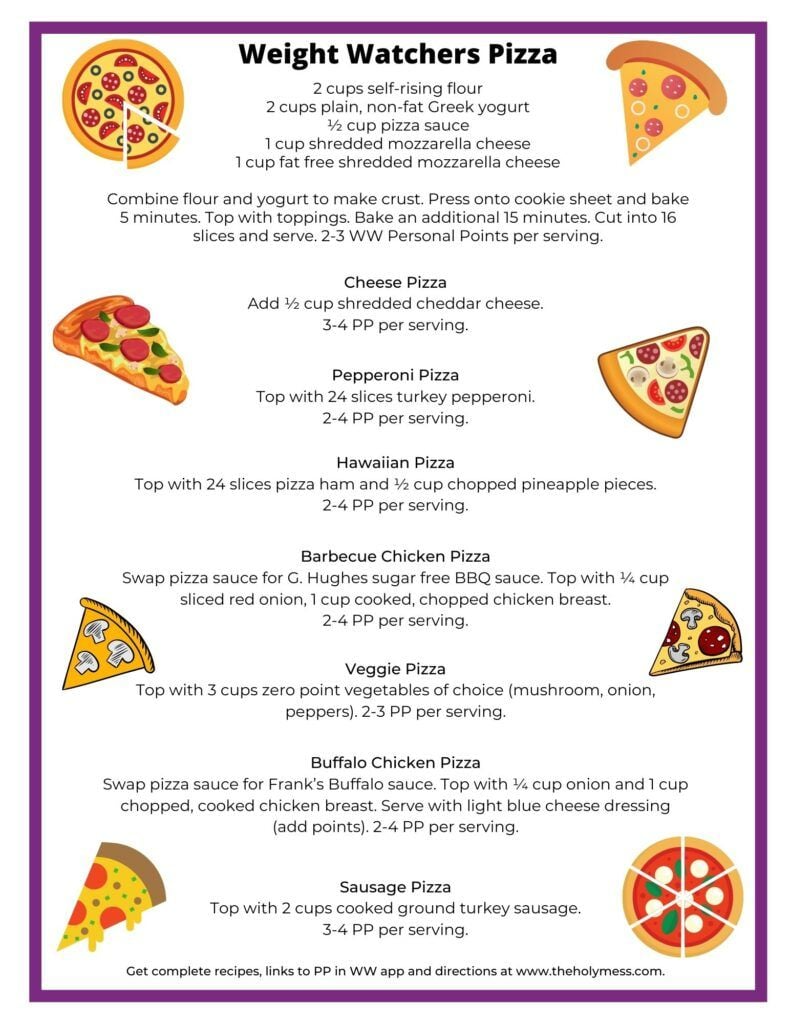 Weight Watchers Pizza
2 cups self-rising flour
2 cups plain, non-fat Greek yogurt
½ cup pizza sauce
1 cup shredded mozzarella cheese
1 cup fat free shredded mozzarella cheese
Combine flour and yogurt to make crust. Press onto cookie sheet and bake
5 minutes. Top with toppings. Bake an additional 15 minutes. Cut into 16
slices and serve. 2-3 WW Personal Points per serving.
Cheese Pizza
Add ½ cup shredded cheddar cheese.
3-4 PP per serving.
Pepperoni Pizza
Top with 24 slices turkey pepperoni.
2-4 PP per serving.
Hawaiian Pizza
Top with 24 slices pizza ham and ½ cup chopped pineapple pieces.
2-4 PP per serving.
Barbecue Chicken Pizza
Swap pizza sauce for G. Hughes sugar free BBQ sauce. Top with ¼ cup
sliced red onion, 1 cup cooked, chopped chicken breast.
2-4 PP per serving.
Veggie Pizza
Top with 3 cups zero point vegetables of choice (mushroom, onion,
peppers). 2-3 PP per serving.
Buffalo Chicken Pizza
Swap pizza sauce for Frank's Buffalo sauce. Top with ¼ cup onion and 1 cup
chopped, cooked chicken breast. Serve with light blue cheese dressing
(add points). 2-4 PP per serving.
Sausage Pizza
Top with 2 cups cooked ground turkey sausage.
3-4 PP per serving.
Get complete recipes, links to PP in WW app and directions at www.theholymess.com.